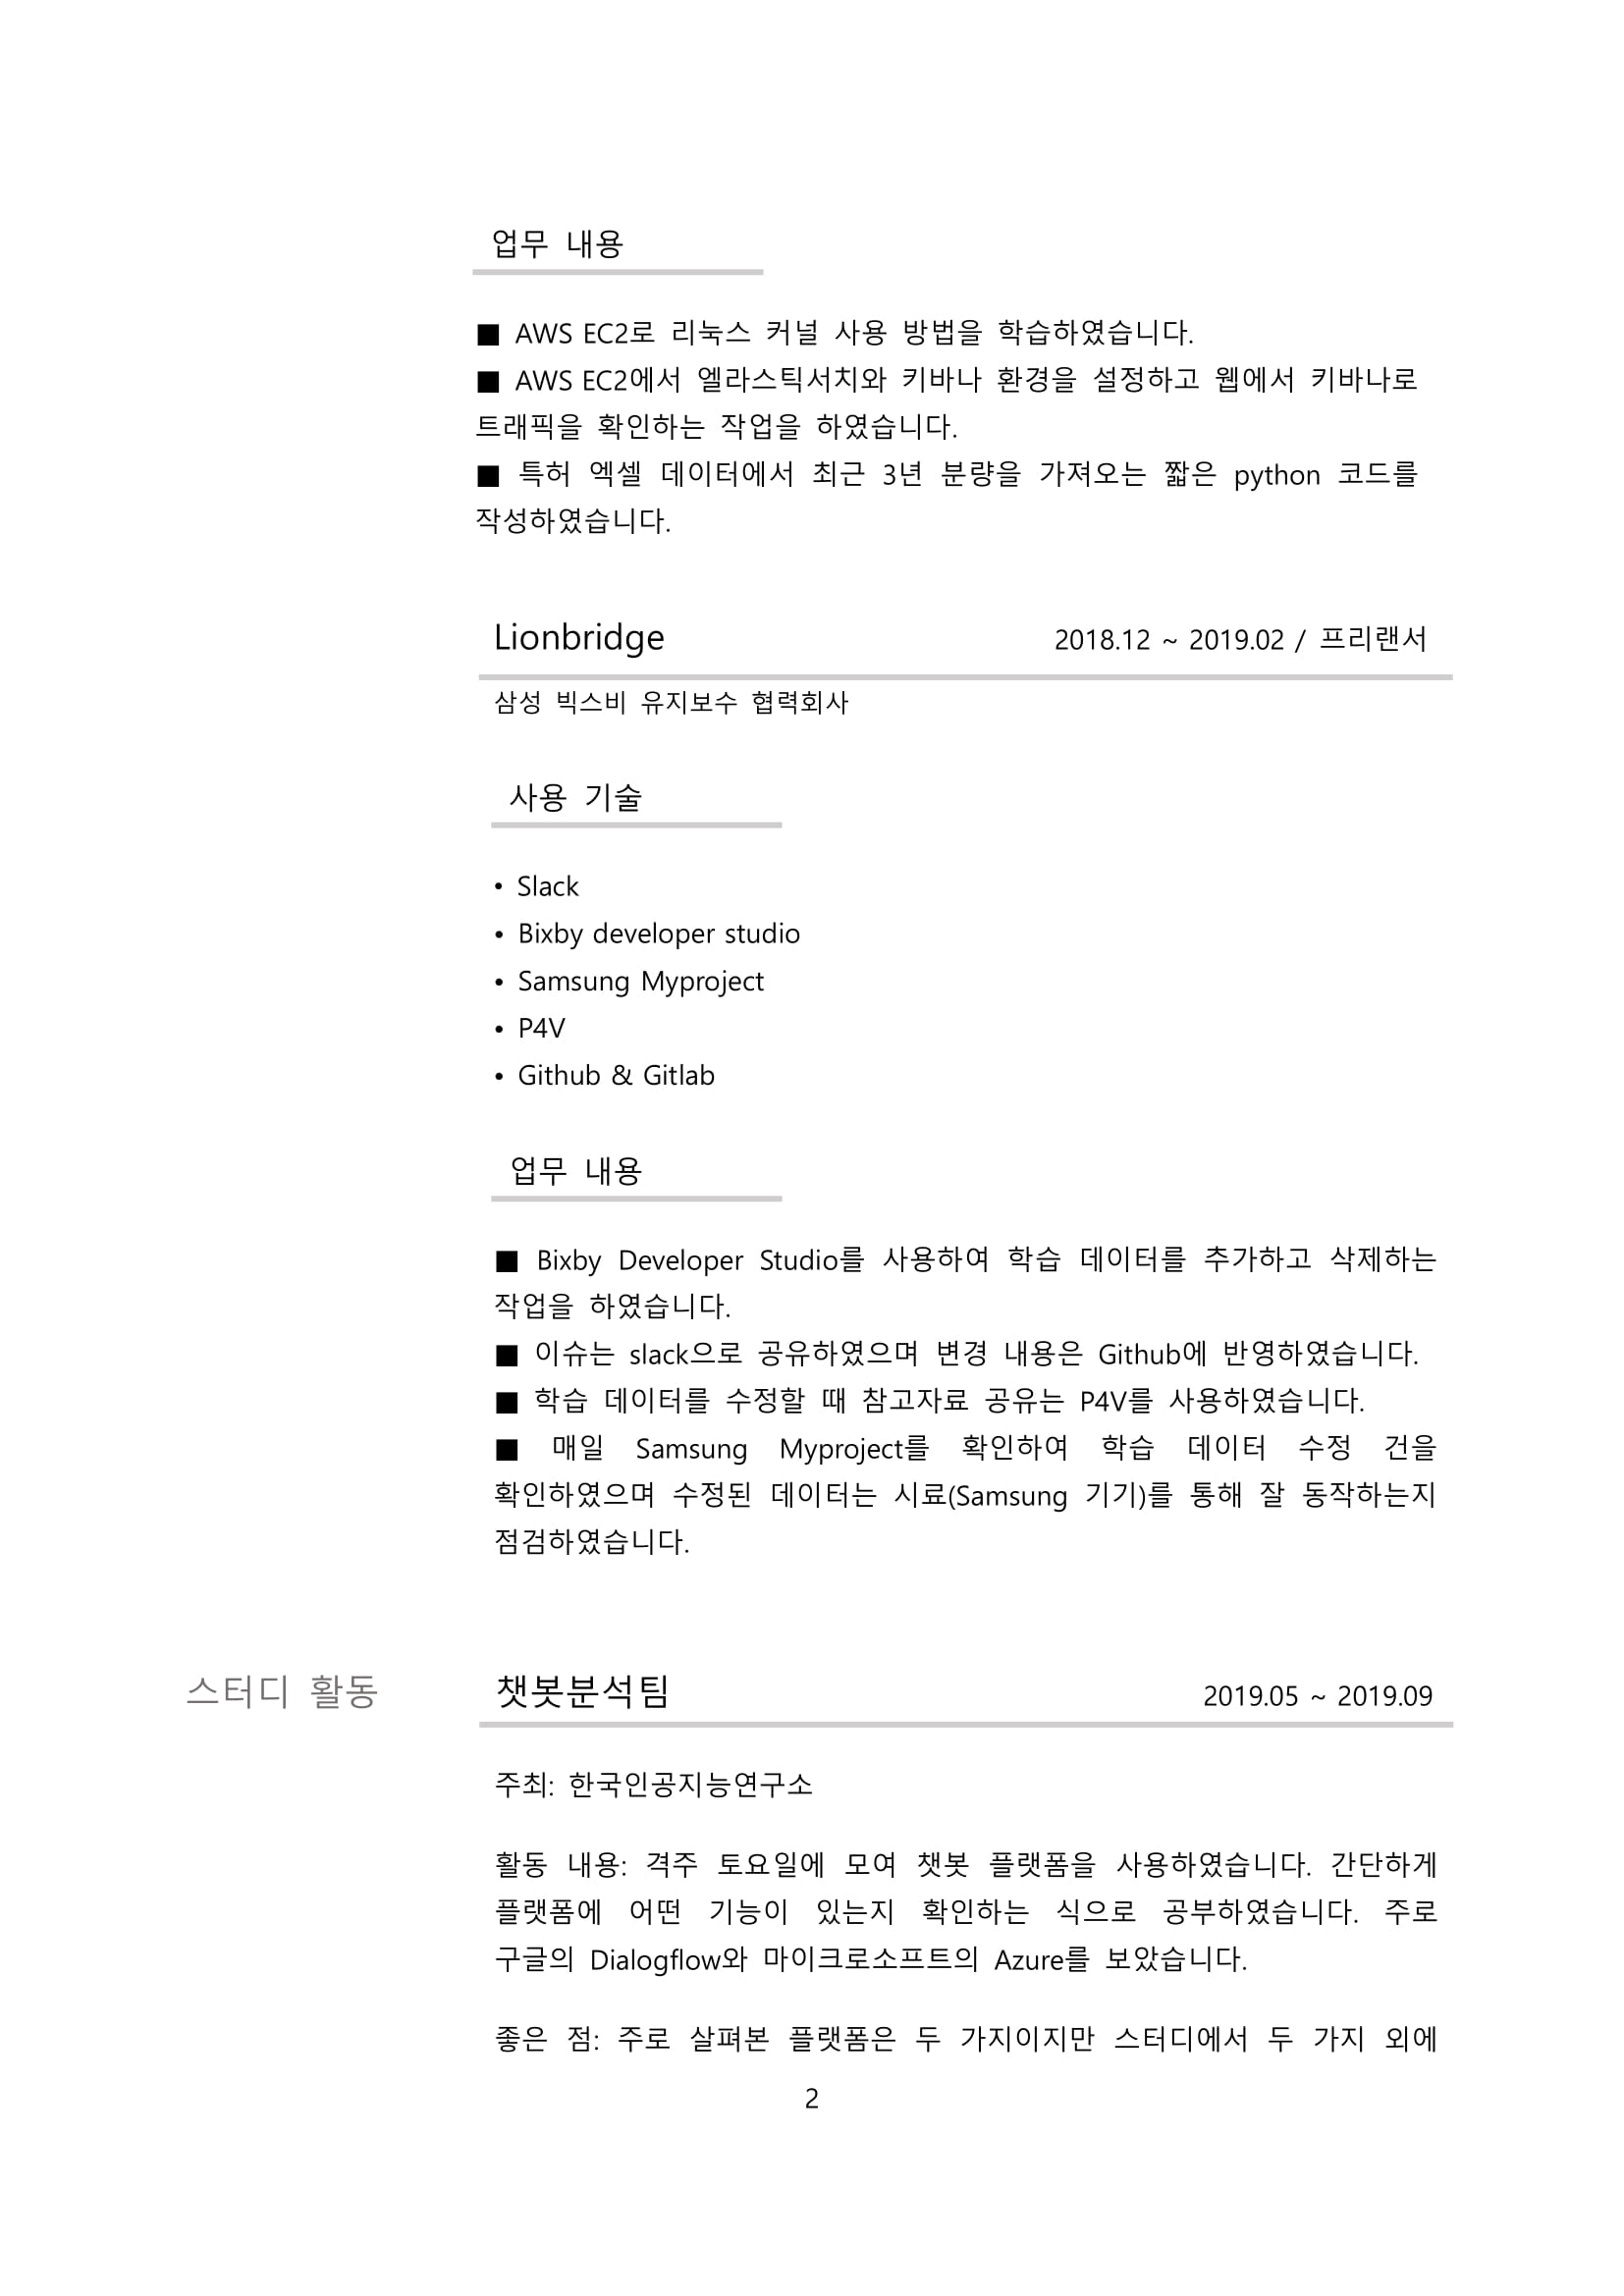 업무 내용
■ AWS EC2로 리눅스 커널 사용 방법을 학습하였습니다.
■ AWS EC2에서 엘라스틱서치와 키바나 환경을 설정하고 웹에서 키바나로
트래픽을 확인하는 작업을 하였습니다.
■ 특허 엑셀 데이터에서 최근 3년 분량을 가져오는 짧은 python 코드를
작성하였습니다.
Lionbridge 2018.12 ~ 2019.02 / 프리랜서
삼성 빅스비 유지보수 협력회사
사용 기술
• Slack
• Bixby developer studio
• Samsung Myproject
• P4V
• Github & Gitlab
업무 내용
■ Bixby Developer Studio를 사용하여 학습 데이터를 추가하고 삭제하는
작업을 하였습니다.
■ 이슈는 slack으로 공유하였으며 변경 내용은 Github에 반영하였습니다.
■ 학습 데이터를 수정할 때 참고자료 공유는 P4V를 사용하였습니다.
■ 매일 Samsung Myproject를 확인하여 학습 데이터 수정 건을
확인하였으며 수정된 데이터는 시료(Samsung 기기)를 통해 잘 동작하는지
점검하였습니다.
스터디 활동 챗봇분석팀 2019.05 ~ 2019.09
주최: 한국인공지능연구소
활동 내용: 격주 토요일에 모여 챗봇 플랫폼을 사용하였습니다. 간단하게
플랫폼에 어떤 기능이 있는지 확인하는 식으로 공부하였습니다. 주로
구글의 Dialogflow와 마이크로소프트의 Azure를 보았습니다.
좋은 점: 주로 살펴본 플랫폼은 두 가지이지만 스터디에서 두 가지 외에
2